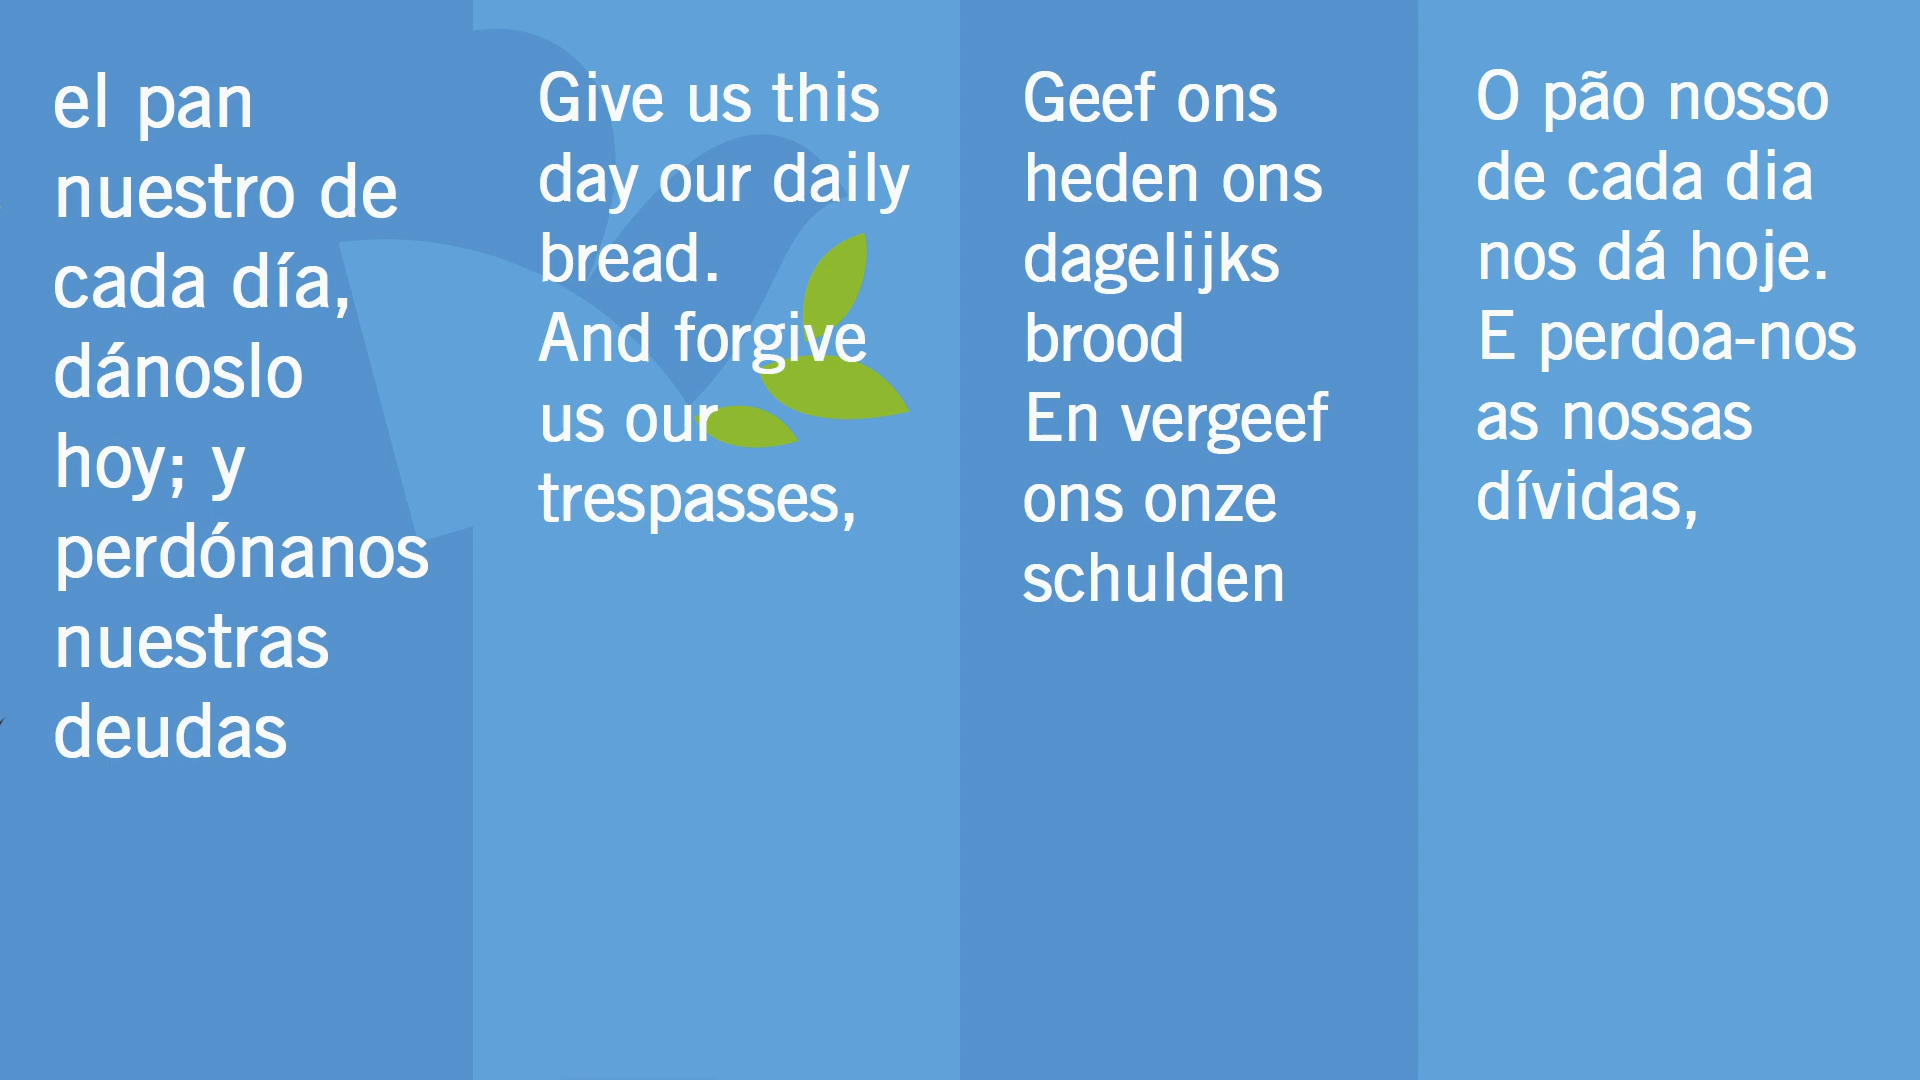 el pan
nuestro de
cada día,
dánoslo
hoy; y
perdónanos
nuestras
deudas
Give us this
day our daily
bread.
And forgive
us our
trespasses,
Geef ons
heden ons
dagelijks
brood
En vergeef
ons onze
schulden
O pão nosso
de cada dia
nos dá hoje.
E perdoa-nos
as nossas
dívidas,